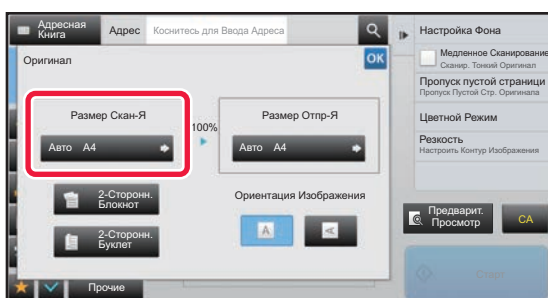 Адресная
Книга
Адрес
Коснитесь для Ввода Адреса
Оригинал
OK
Размер Скан-Я
Авто A4
100%
Размер Отпр-Я
Авто A4
2-Сторонн.
Блокнот
2-Сторонн.
Буклет
Ориентация Изображения
A
A
Прочие
Настройка Фона
Медленное Сканирование
Сканир. Тонкий Оригинал
Пропуск пустой страници
Пропуск Пустой Стр. Оригинала
Цветной Режим
Резкость
Настроить Контур Изображения
Предварит.
Просмотр
CA
Старт